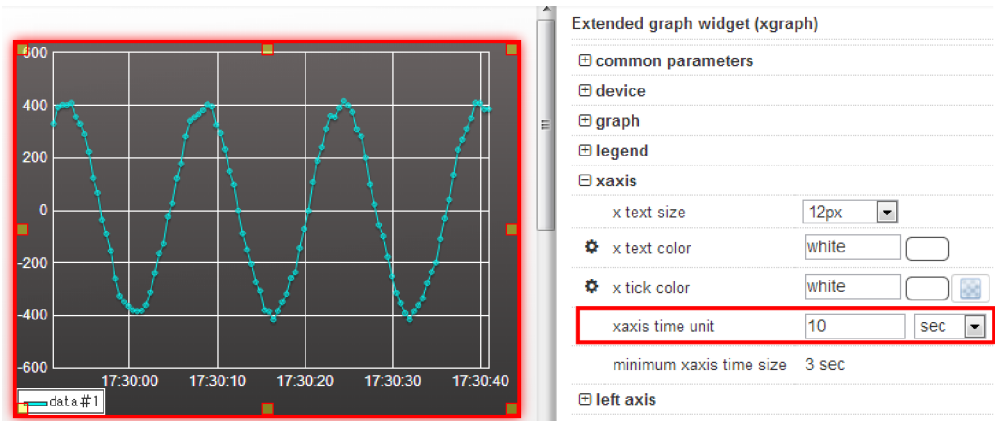 600
400
200
0
-200
-400
-600
17:30:00 17:30:10 17:30:20 17:30:30 17:30:40
data#1
Extended graph widget (xgraph)
common parameters
device
graph
legend
xaxis
x text size 12px
x text color white
x tick color white
xaxis time unit 10 sec
minimum xaxis time size 3 sec
left axis